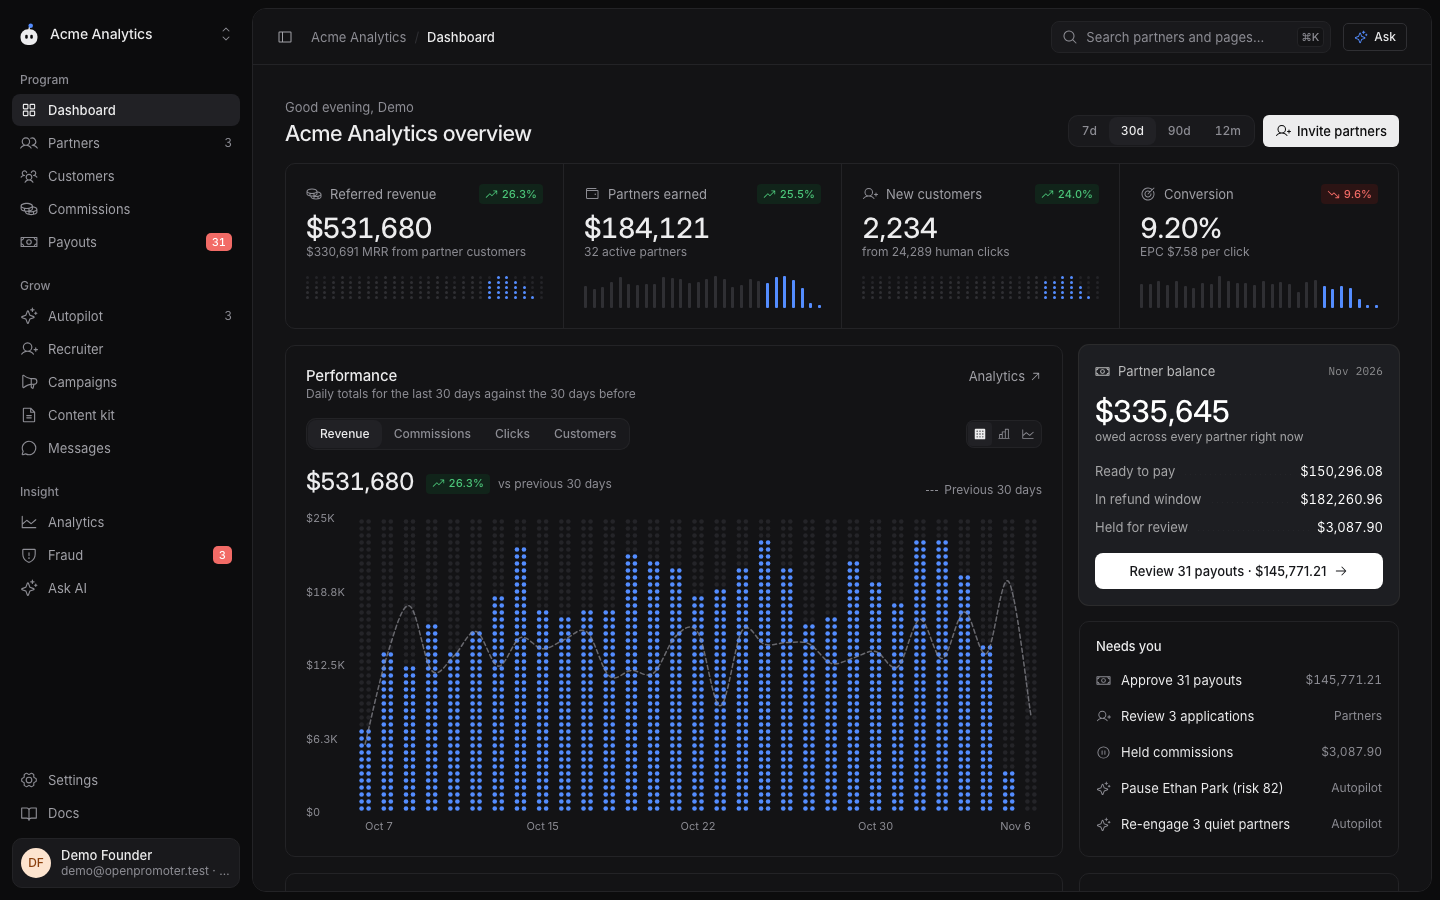 Acme Analytics
Program
Dashboard
Partners 3
Customers
Commissions
Payouts 31
Grow
Autopilot 3
Recruiter
Campaigns
Content kit
Messages
Insight
Analytics
Fraud 3
Ask AI
Settings
Docs
DF
Demo Founder
demo@openpromoter.test · ...
Acme Analytics / Dashboard
Search partners and pages... ⌘K
Ask
Good evening, Demo
Acme Analytics overview
7d 30d 90d 12m
Invite partners
Referred revenue 26.3%
$531,680
$330,691 MRR from partner customers
Partners earned 25.5%
$184,121
32 active partners
New customers 24.0%
2,234
from 24,289 human clicks
Conversion 9.6%
9.20%
EPC $7.58 per click
Performance
Daily totals for the last 30 days against the 30 days before
Analytics ↗
Revenue Commissions Clicks Customers
$531,680 26.3% vs previous 30 days
--- Previous 30 days
$25K
$18.8K
$12.5K
$6.3K
$0
Oct 7 Oct 15 Oct 22 Oct 30 Nov 6
Partner balance Nov 2026
$335,645
owed across every partner right now
Ready to pay $150,296.08
In refund window $182,260.96
Held for review $3,087.90
Review 31 payouts · $145,771.21 →
Needs you
Approve 31 payouts $145,771.21
Review 3 applications Partners
Held commissions $3,087.90
Pause Ethan Park (risk 82) Autopilot
Re-engage 3 quiet partners Autopilot